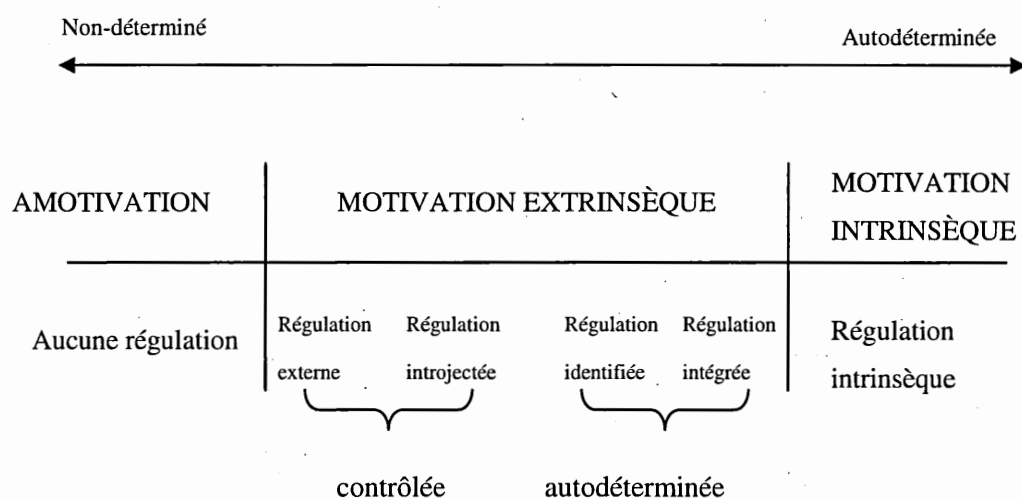 Non-déterminé
Autodéterminée
AMOTIVATION
MOTIVATION EXTRINSÈQUE
MOTIVATION
INTRINSÈQUE
Aucune régulation
Régulation
externe
Régulation
introjectée
Régulation
identifiée
Régulation
intégrée
Régulation
intrinsèque
contrôlée
autodéterminée